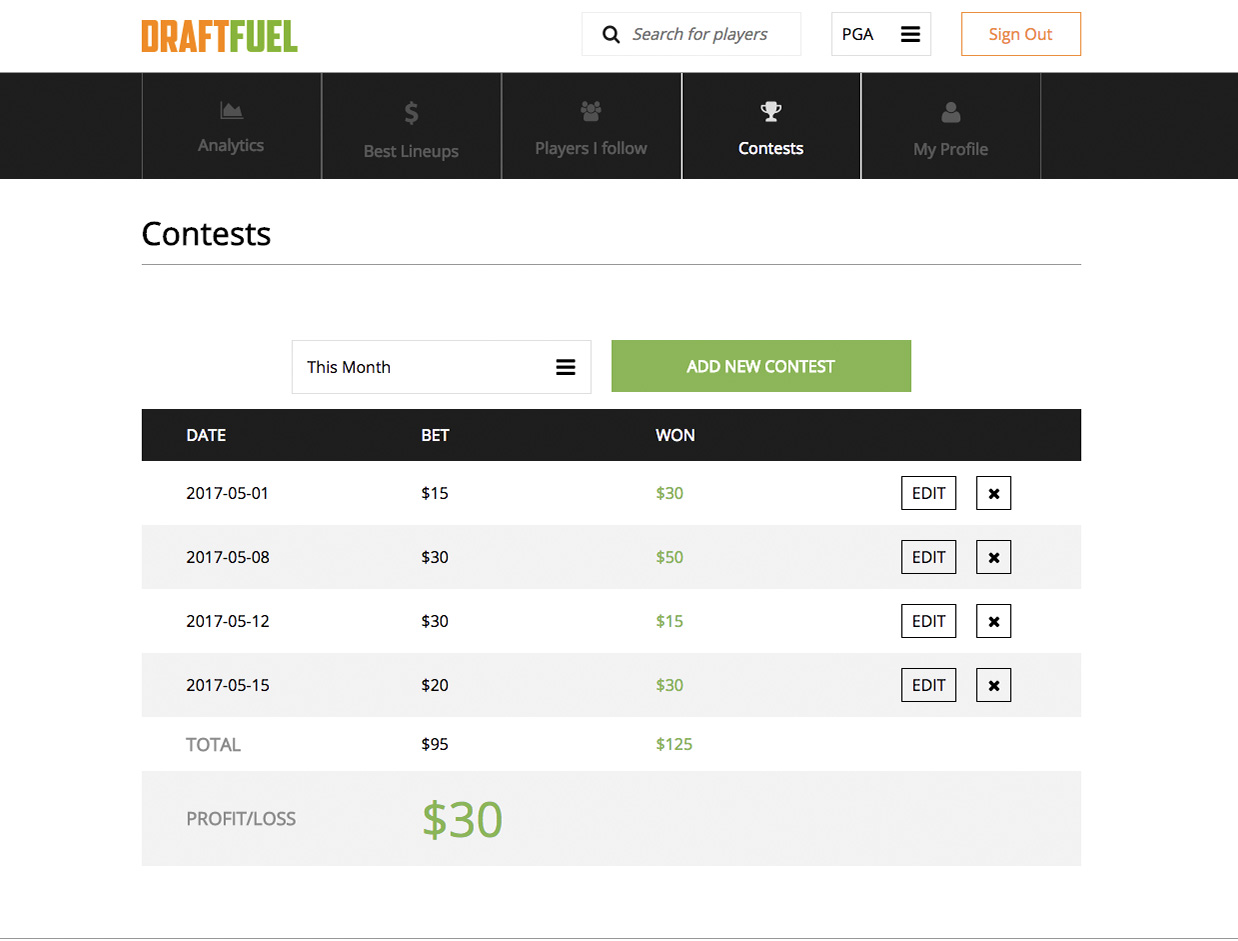 DRAFTFUEL
Search for players
PGA
Sign Out
Analytics
Best Lineups
Players I follow
Contests
My Profile
Contests
This Month
ADD NEW CONTEST
DATE BET WON
2017-05-01 $15 $30 EDIT
2017-05-08 $30 $50 EDIT
2017-05-12 $30 $15 EDIT
2017-05-15 $20 $30 EDIT
TOTAL $95 $125
PROFIT/LOSS $30